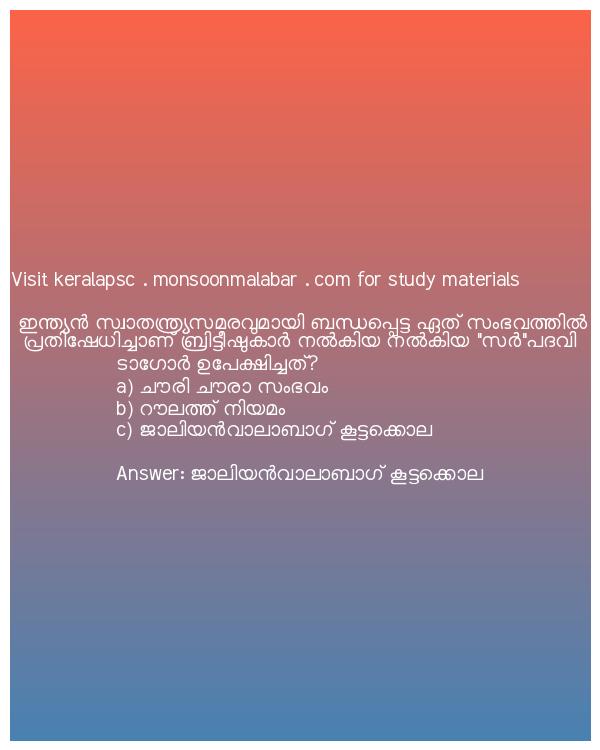 Visit keralapsc . monsoonmalabar . com for study materials
ഇന്ത്യൻ സ്വാതന്ത്ര്യസമരവുമായി ബന്ധപ്പെട്ട ഏത് സംഭവത്തിൽ
പ്രതിഷേധിച്ചാണ് ബ്രിട്ടീഷുകാർ നൽകിയ നൽകിയ "സർ"പദവി
ടാഗോർ ഉപേക്ഷിച്ചത്?
a) ചൗരി ചൗരാ സംഭവം
b) റൗലത്ത് നിയമം
c) ജാലിയൻവാലാബാഗ് കൂട്ടക്കൊല
Answer: ജാലിയൻവാലാബാഗ് കൂട്ടക്കൊല